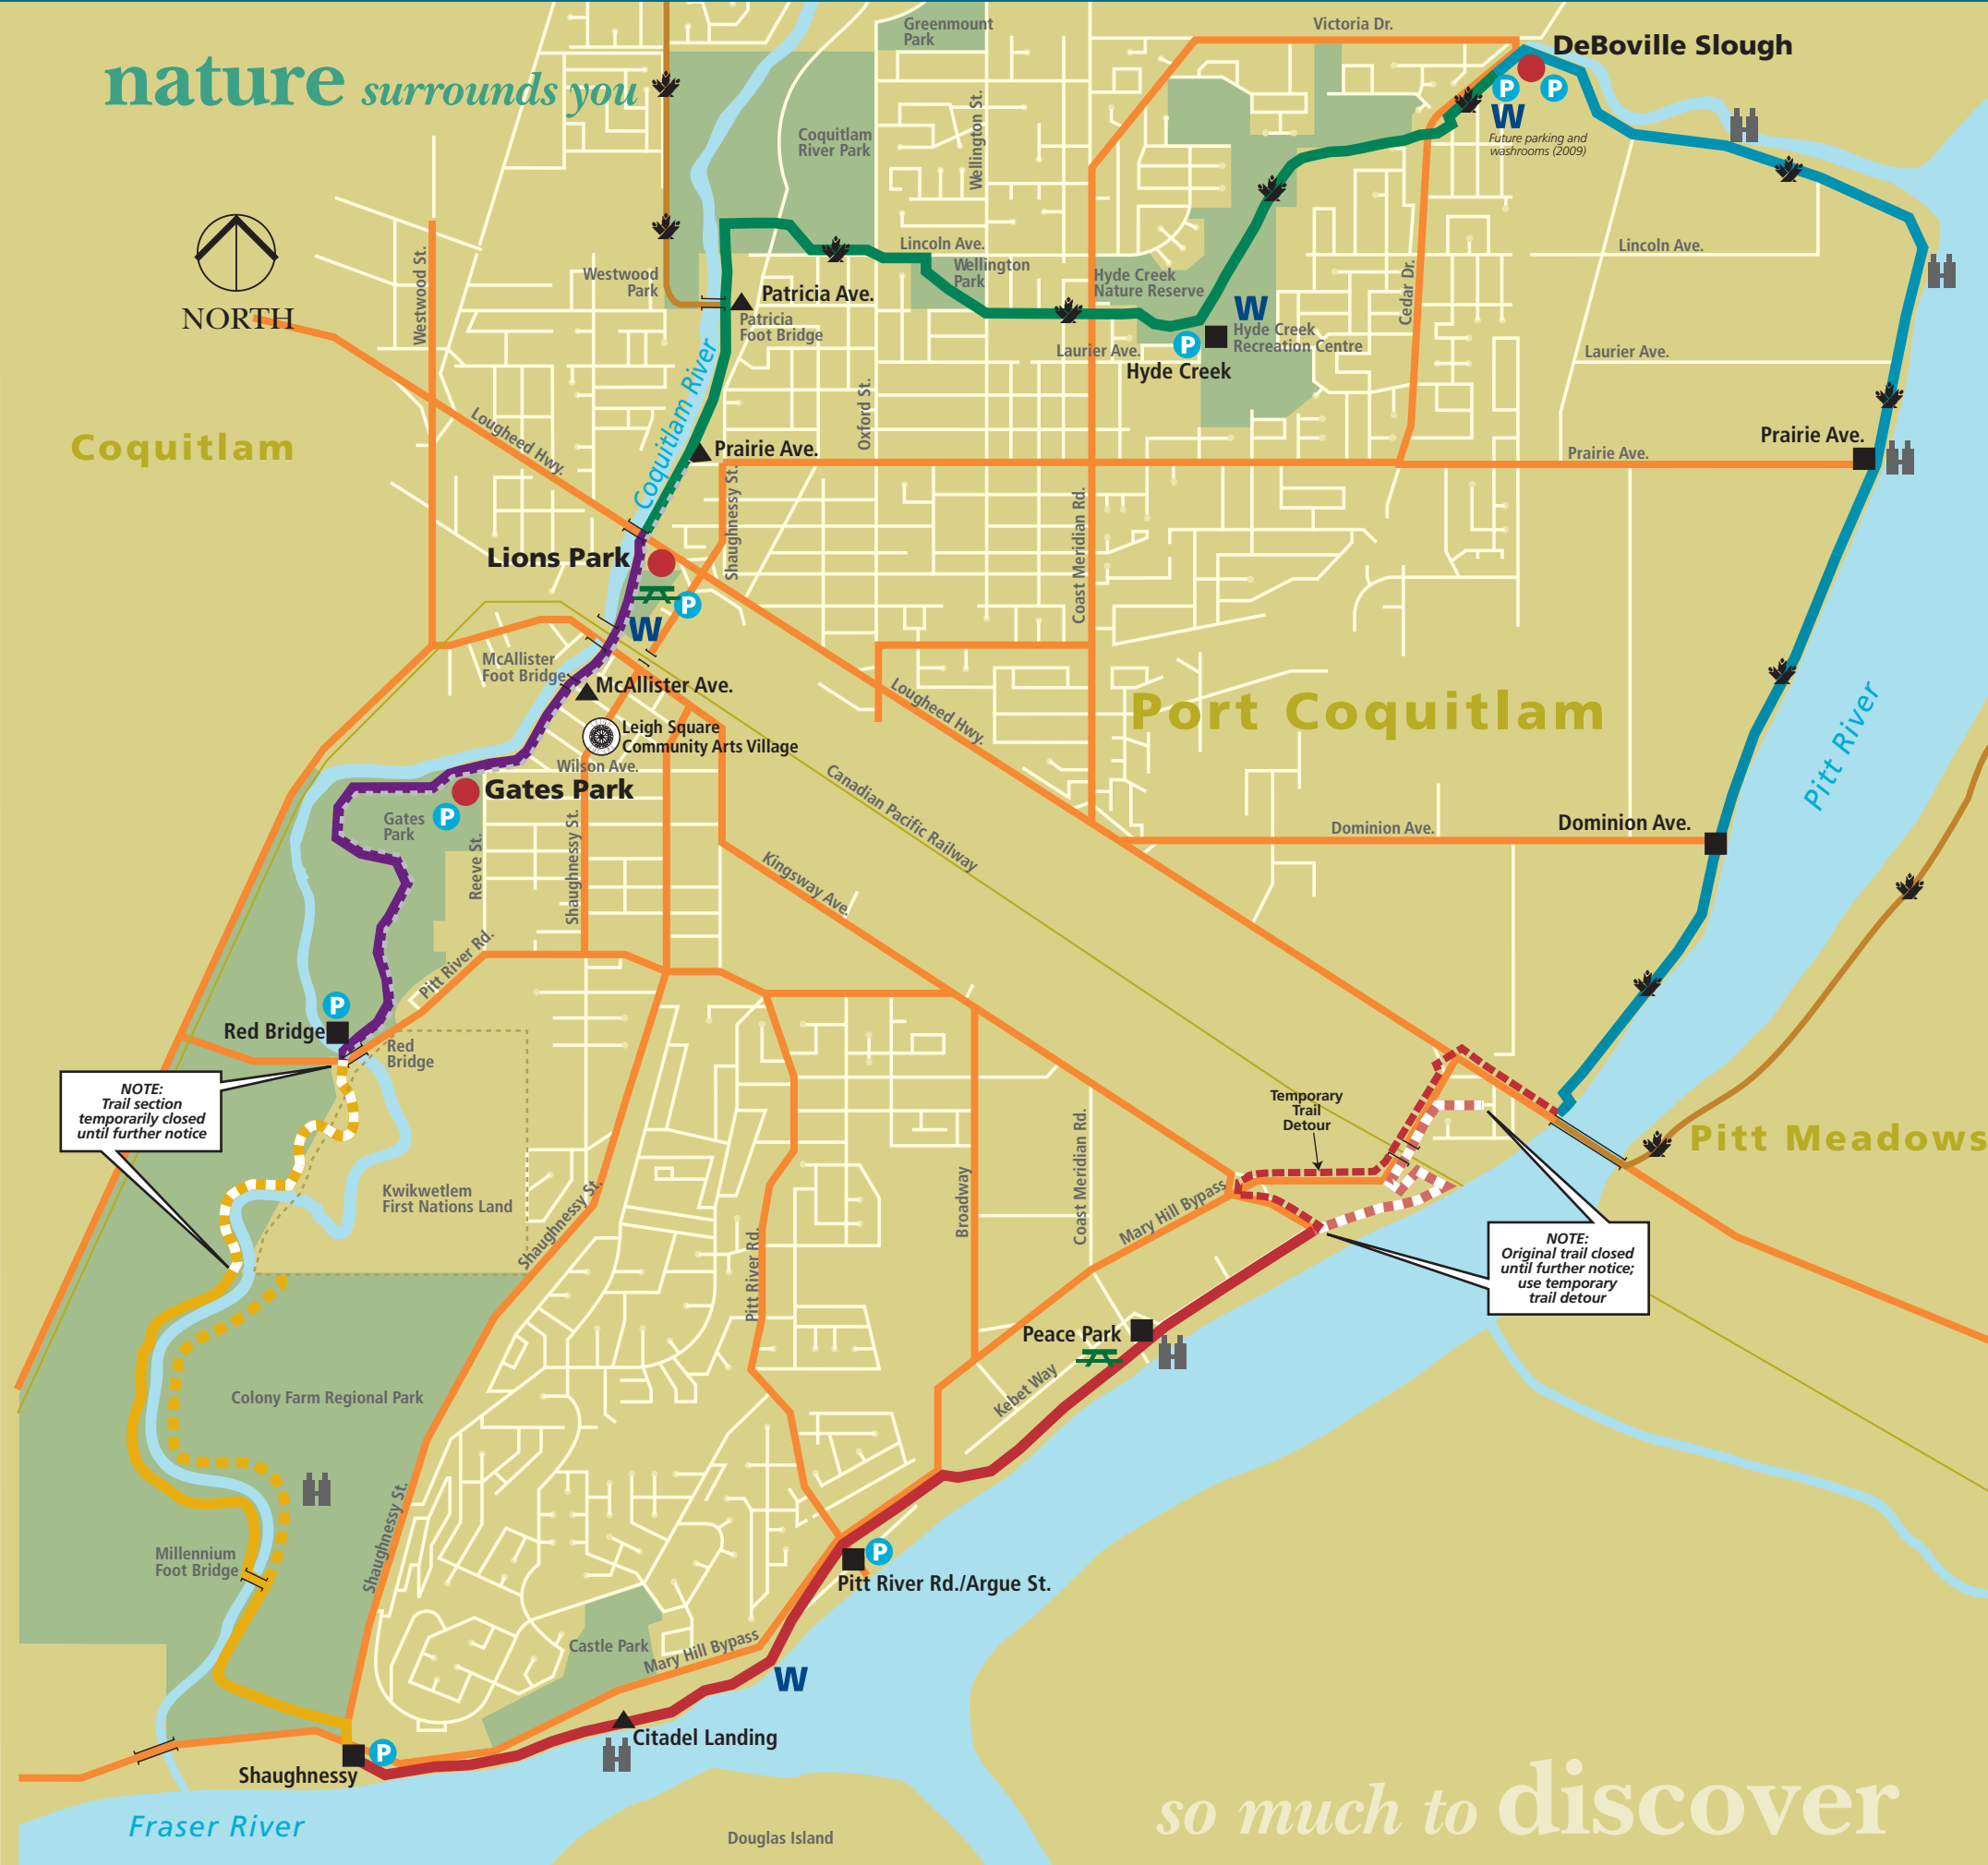 nature surrounds you
NORTH
Greenmount
Park
Victoria Dr.
DeBoville Slough
P
P
W
Future parking and
washrooms (2009)
Coquitlam
River Park
Wellington St.
Westwood St.
Westwood
Park
Lincoln Ave.
Wellington
Park
Hyde Creek
Nature Reserve
Cedar Dr.
Lincoln Ave.
Patricia Ave.
Patricia
Foot Bridge
W
P
Hyde Creek
Recreation Centre
Laurier Ave.
Hyde Creek
Laurier Ave.
Coquitlam River
Oxford St.
Coquitlam
Lougheed Hwy.
Prairie Ave.
Shaughnessy St.
Prairie Ave.
Prairie Ave.
Lions Park
P
W
Coast Meridian Rd.
McAllister
Foot Bridge
McAllister Ave.
Lougheed Hwy.
Port Coquitlam
Pitt River
Leigh Square
Community Arts Village
Wilson Ave.
Canadian Pacific Railway
Gates Park
P
Gates
Park
Reeve St.
Shaughnessy St.
Kingsway Ave.
Dominion Ave.
Dominion Ave.
Pitt River Rd.
P
Red Bridge
Red
Bridge
NOTE:
Trail section
temporarily closed
until further notice
Temporary
Trail
Detour
Pitt Meadows
Kwikwetlem
First Nations Land
Shaughnessy St.
Pitt River Rd.
Broadway
Coast Meridian Rd.
Mary Hill Bypass
NOTE:
Original trail closed
until further notice;
use temporary
trail detour
Peace Park
Kebet Way
Colony Farm Regional Park
Shaughnessy St.
Millennium
Foot Bridge
P
Pitt River Rd./Argue St.
Castle Park
Mary Hill Bypass
W
Citadel Landing
P
Shaughnessy
Fraser River
Douglas Island
so much to discover